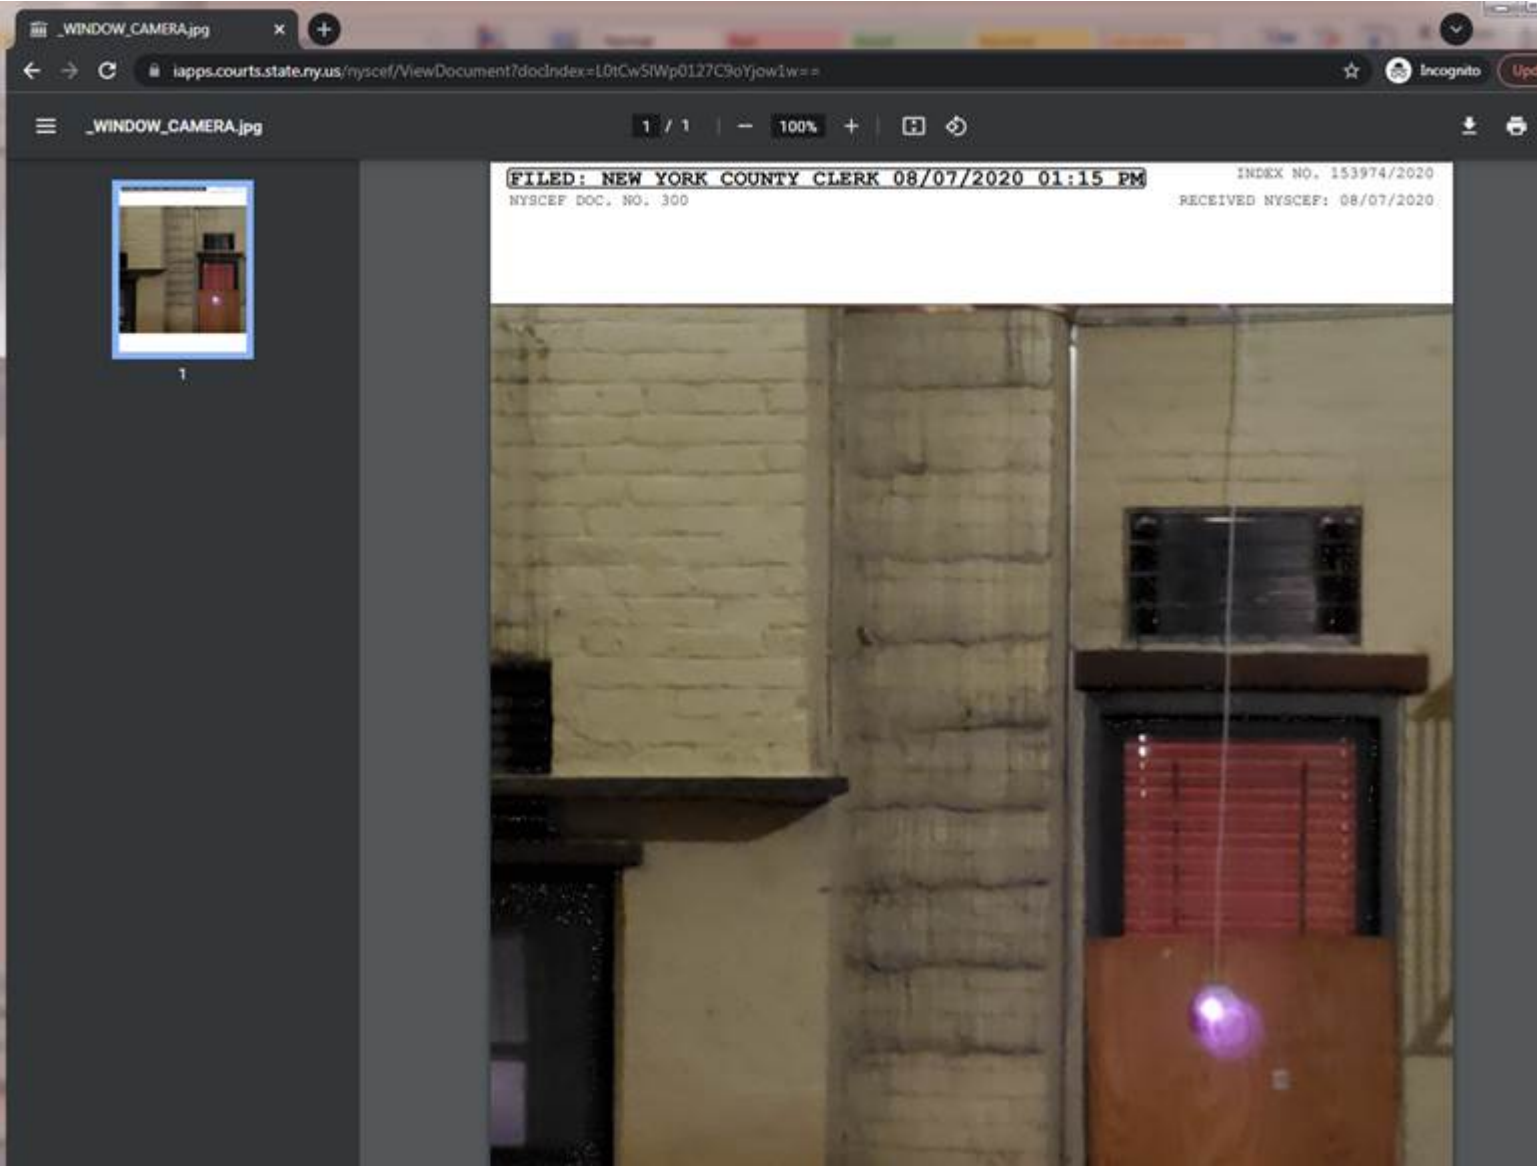 _WINDOW_CAMERA.jpg
iapps.courts.state.ny.us/nyscef/ViewDocument?docIndex=
Incognito
_WINDOW_CAMERA.jpg
1 / 1
100%
FILED: NEW YORK COUNTY CLERK 08/07/2020 01:15 PM
INDEX NO. 153974/2020
NYSCEF DOC. NO. 300
RECEIVED NYSCEF: 08/07/2020
1